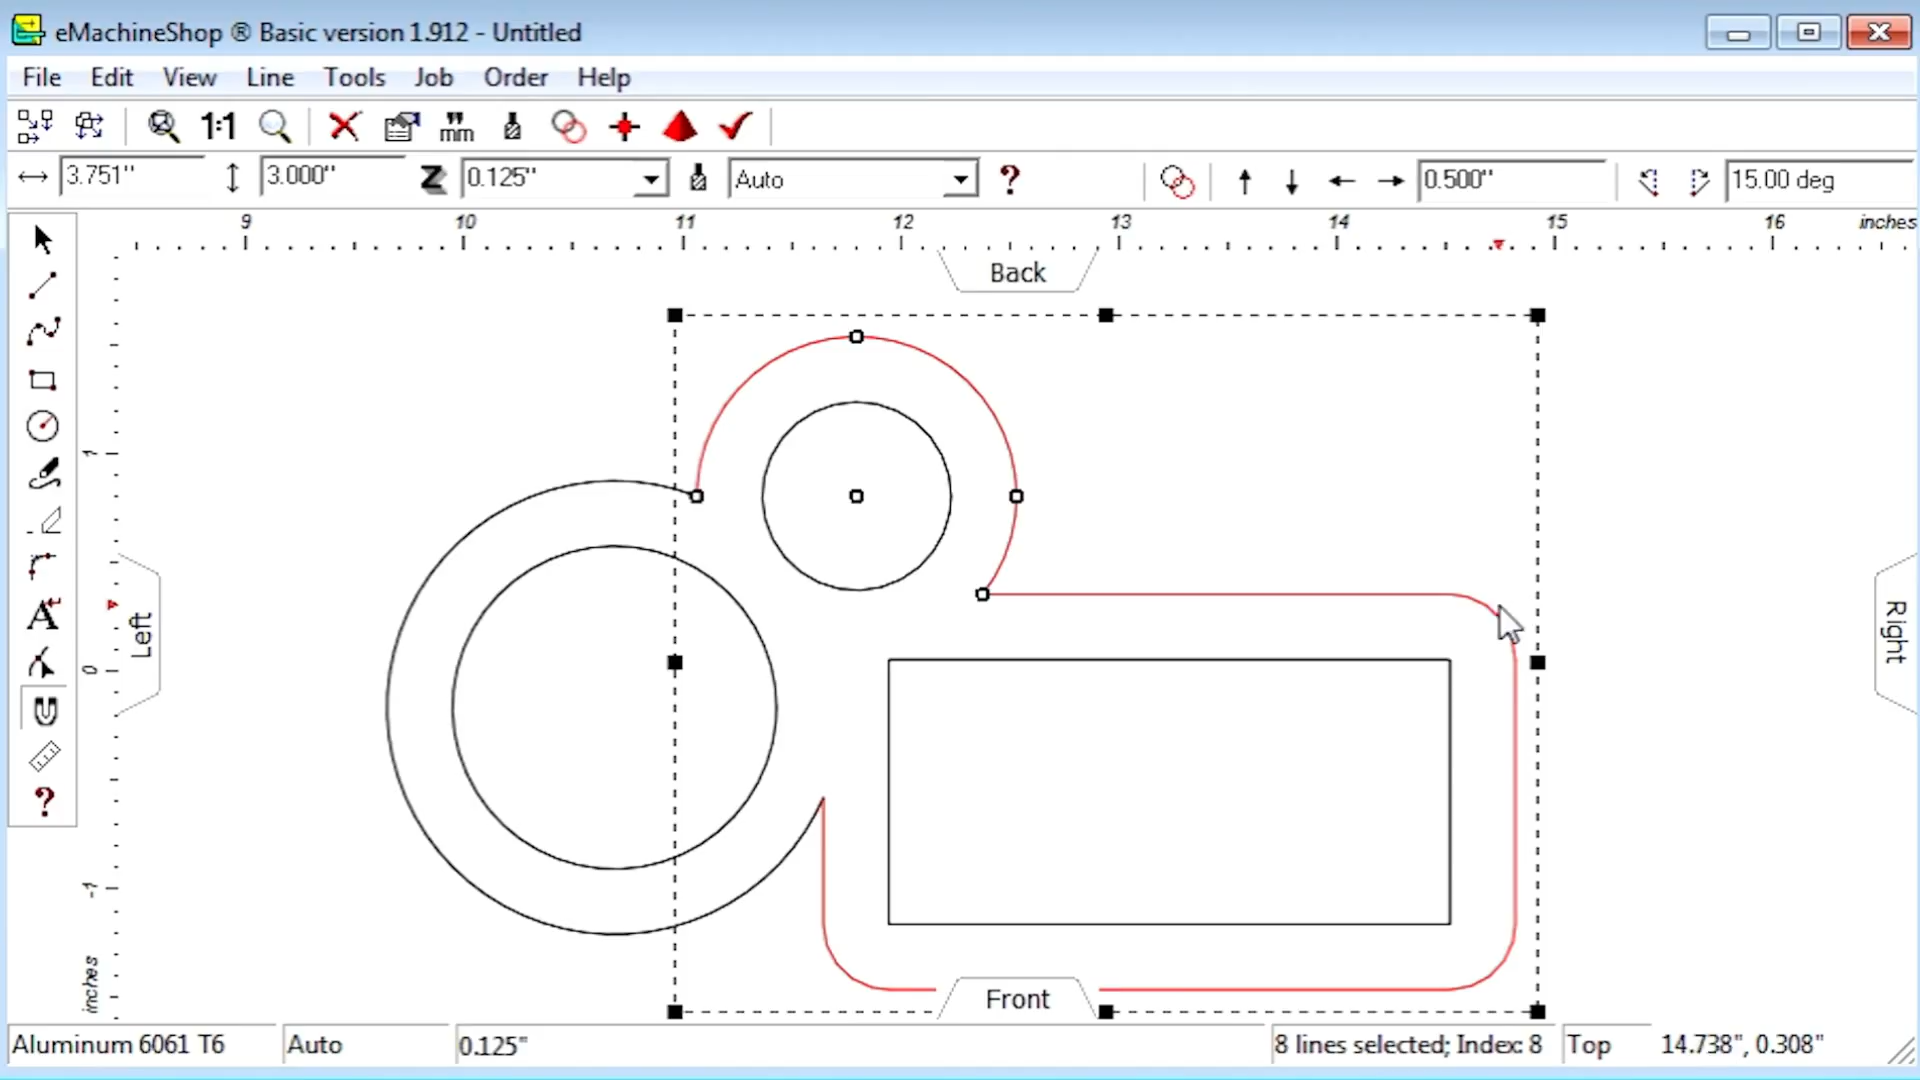 eMachineShop ® Basic version 1.912 - Untitled
File Edit View Line Tools Job Order Help
1:1 mm
3.751" 3.000" Z 0.125" Auto ? 0.500" 15.00 deg
9 10 11 12 13 14 15 16 inches
Back
1
Left
0
Right
A
?
-1
inches
Front
Aluminum 6061 T6 Auto 0.125" 8 lines selected; Index: 8 Top 14.738", 0.308"